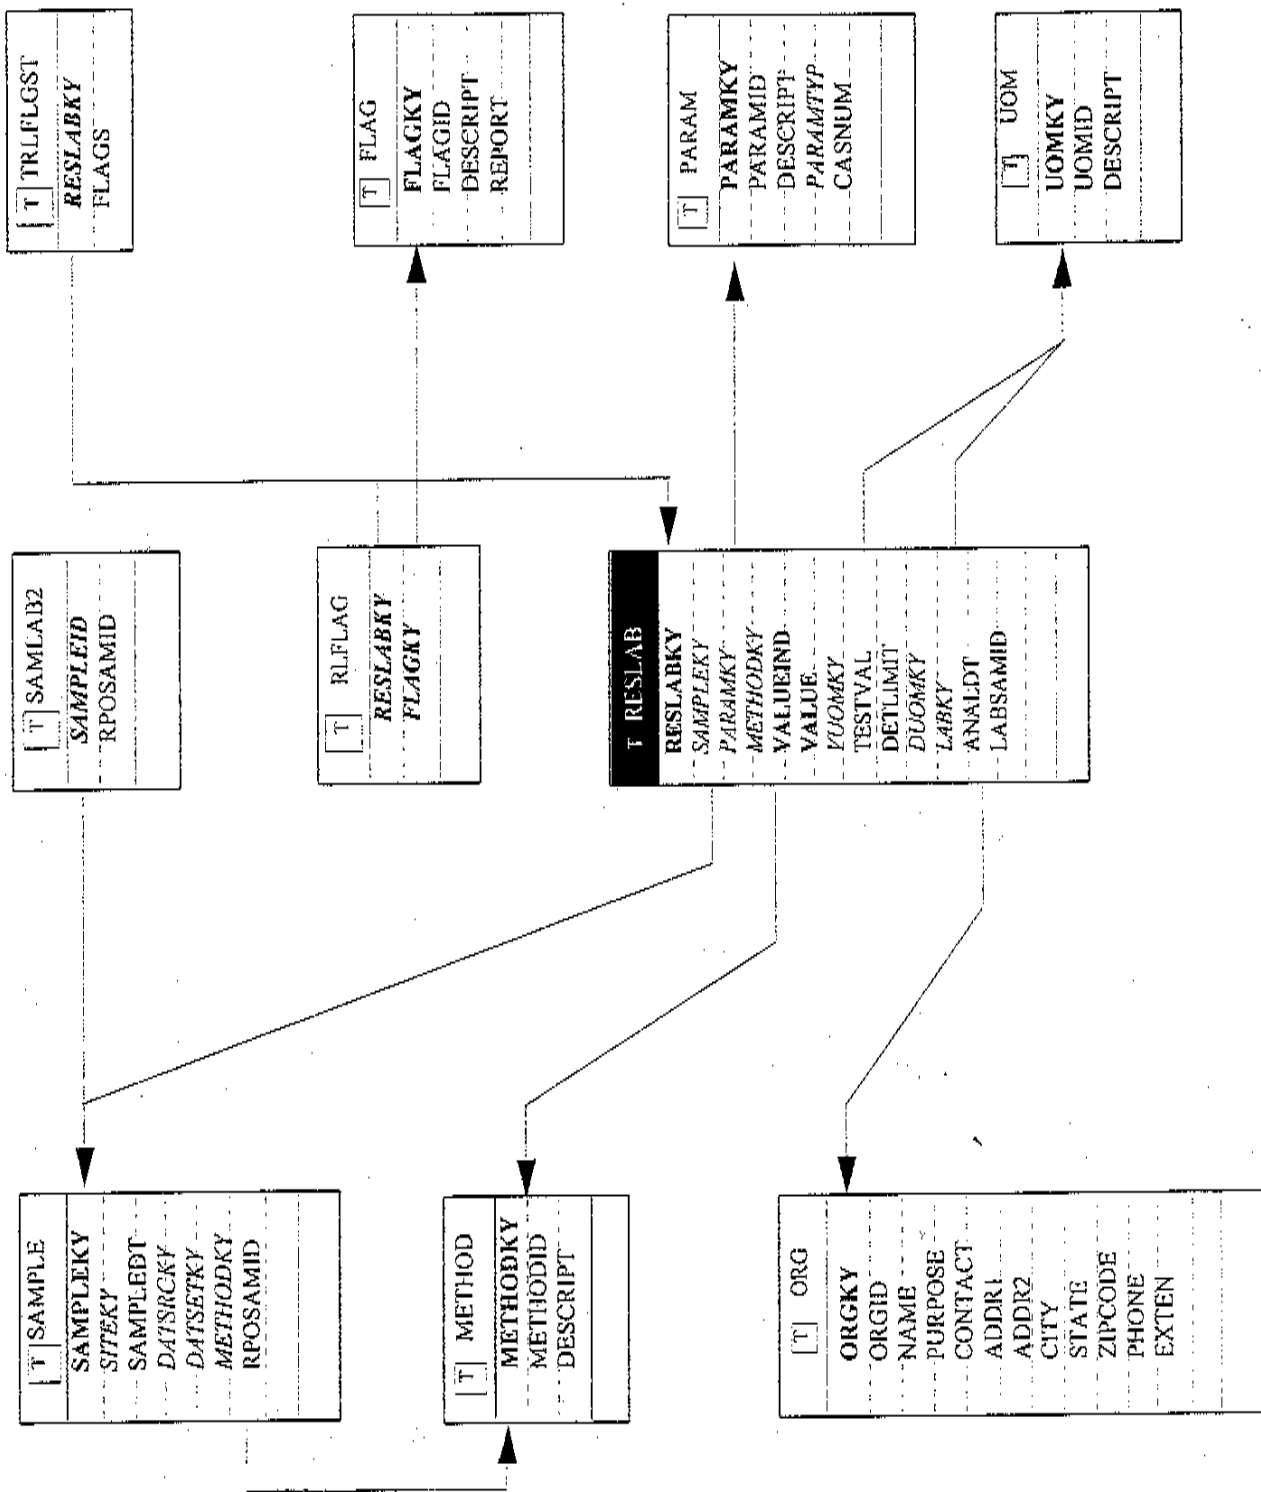 T SAMPLE
SAMPLEKY
SITEKY
SAMPLEDT
DATSRCKY
DATSETKY
METHODKY
RPOSAMID
T METHOD
METHODKY
METHODID
DESCRIPT
T ORG
ORGKY
ORGID
NAME
PURPOSE
CONTACT
ADDR1
ADDR2
CITY
STATE
ZIPCODE
PHONE
EXTEN
T SAMLAB2
SAMPLEID
RPOSAMID
T RLFLAG
RESLABKY
FLAGKY
T RESLAB
RESLABKY
SAMPLEKY
PARAMKY
METHODKY
VALUEIND
VALUE
VUOMKY
TESTVAL
DETLIMIT
DUOMKY
LABKY
ANALDT
LABSAMID
T TRLFLGST
RESLABKY
FLAGS
T FLAG
FLAGKY
FLAGID
DESCRIPT
REPORT
T PARAM
PARAMKY
PARAMID
DESCRIPT
PARAMTYP
CASNUM
T UOM
UOMKY
UOMID
DESCRIPT